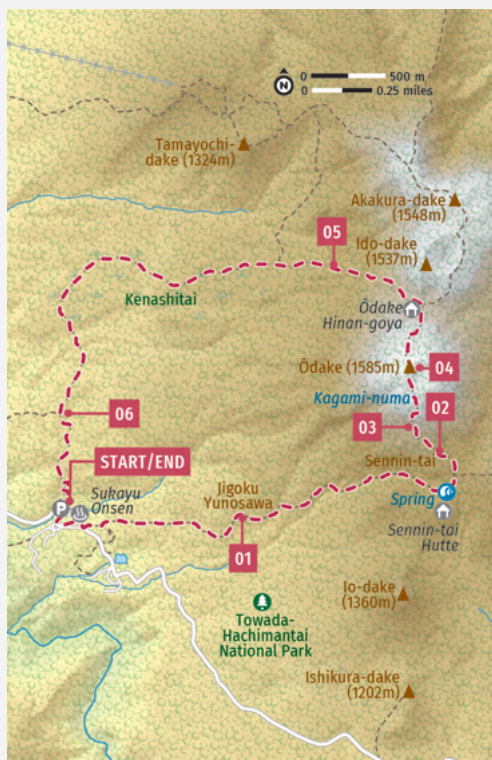 0 500 m
N
0 0.25 miles
Tamayochi-
dake (1324m)
Akakura-dake
(1548m)
05
Ido-dake
(1537m)
Kenashitai
Ōdake
Hinan-goya
Ōdake (1585m)
04
Kagami-numa
02
06
03
START/END
Sennin-tai
P
Sukayu
Onsen
Jigoku
Yunosawa
Spring
Sennin-tai
Hutte
01
Io-dake
(1360m)
Towada-
Hachimantai
National Park
Ishikura-dake
(1202m)